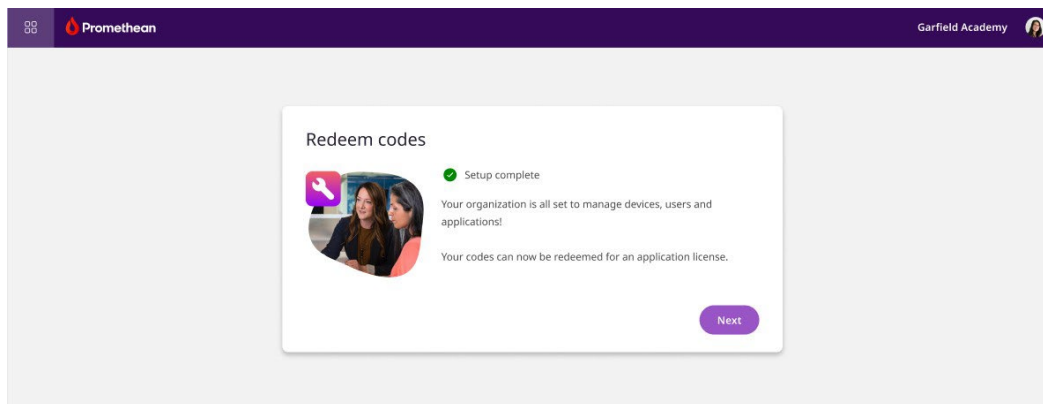 Promethean
Garfield Academy
Redeem codes
Setup complete
Your organization is all set to manage devices, users and
applications!
Your codes can now be redeemed for an application license.
Next